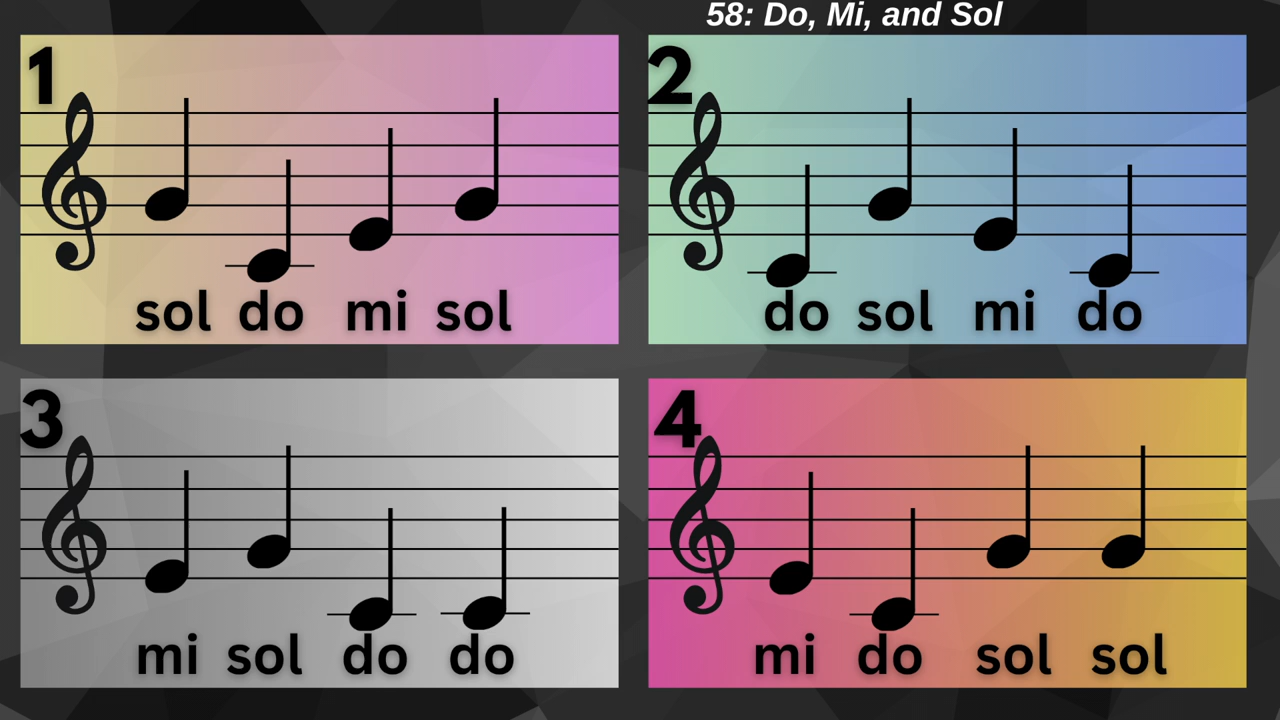 58: Do, Mi, and Sol
1
sol do mi sol
2
do sol mi do
3
mi sol do do
4
mi do sol sol